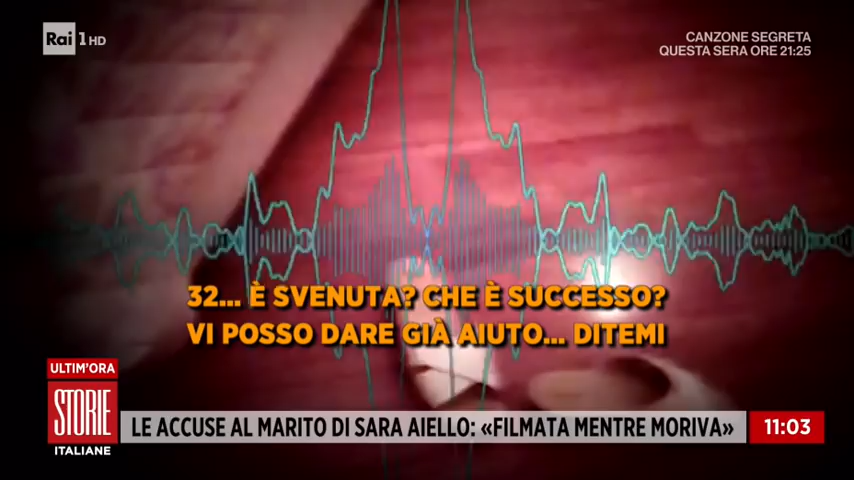 Rai 1 HD
CANZONE SEGRETA
QUESTA SERA ORE 21:25
32... È SVENUTA? CHE È SUCCESSO?
VI POSSO DARE GIÀ AIUTO... DITEMI
ULTIM'ORA
STORIE
ITALIANE
LE ACCUSE AL MARITO DI SARA AIELLO: «FILMATA MENTRE MORIVA»
11:03